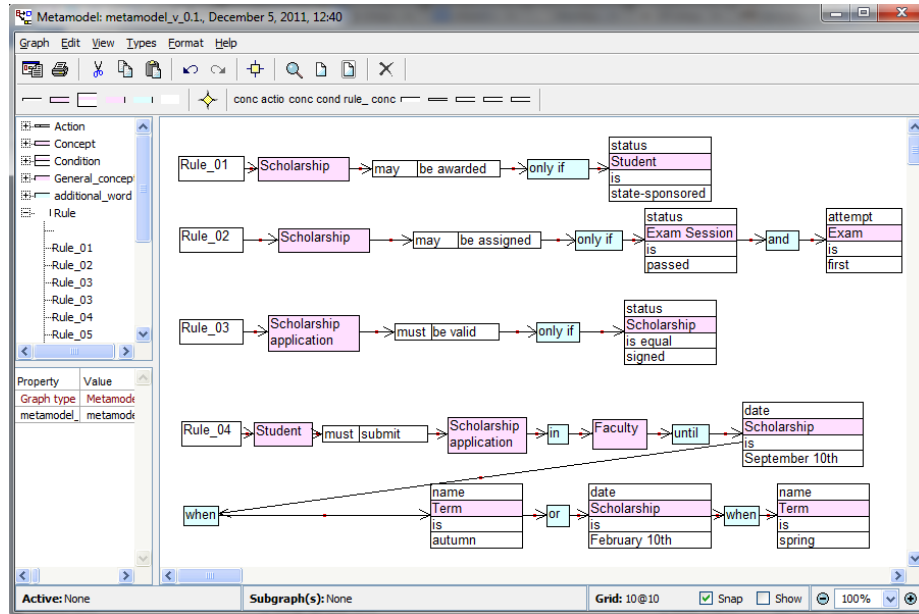 Metamodel: metamodel_v_0.1., December 5, 2011, 12:40
Graph Edit View Types Format Help
conc actio conc cond rule_ conc
Action
Concept
Condition
General_concept
additional_word
Rule
Rule_01
Rule_02
Rule_03
Rule_03
Rule_04
Rule_05
Property Value
Graph type Metamode
metamodel_ metamode
status
Rule_01 Scholarship may be awarded only if Student
is
state-sponsored
status attempt
Rule_02 Scholarship may be assigned only if Exam Session and Exam
is is
passed first
status
Rule_03 Scholarship application must be valid only if Scholarship
is equal
signed
date
Rule_04 Student must submit Scholarship application in Faculty until Scholarship
is
September 10th
name date name
when Term or Scholarship when Term
is is is
autumn February 10th spring
Active: None Subgraph(s): None Grid: 10@10 Snap Show 100%